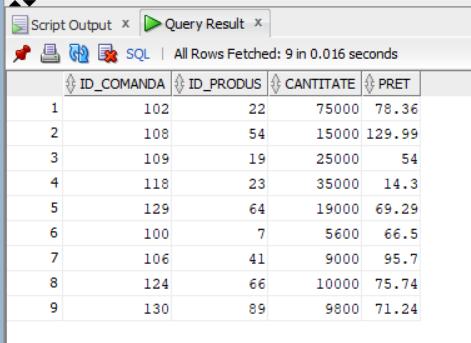 Script Output x Query Result x
SQL | All Rows Fetched: 9 in 0.016 seconds
ID_COMANDA ID_PRODUS CANTITATE PRET
1 102 22 75000 78.36
2 108 54 15000 129.99
3 109 19 25000 54
4 118 23 35000 14.3
5 129 64 19000 69.29
6 100 7 5600 66.5
7 106 41 9000 95.7
8 124 66 10000 75.74
9 130 89 9800 71.24